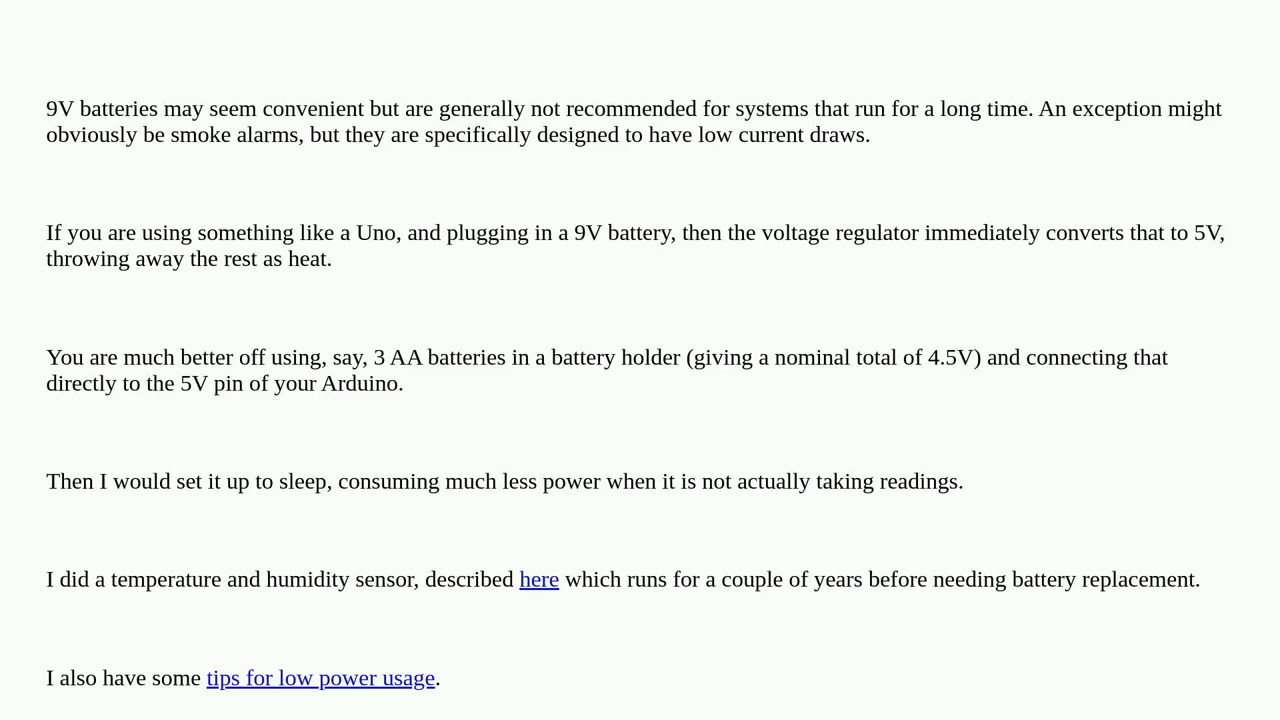 9V batteries may seem convenient but are generally not recommended for systems that run for a long time. An exception might
obviously be smoke alarms, but they are specifically designed to have low current draws.
If you are using something like a Uno, and plugging in a 9V battery, then the voltage regulator immediately converts that to 5V,
throwing away the rest as heat.
You are much better off using, say, 3 AA batteries in a battery holder (giving a nominal total of 4.5V) and connecting that
directly to the 5V pin of your Arduino.
Then I would set it up to sleep, consuming much less power when it is not actually taking readings.
I did a temperature and humidity sensor, described here which runs for a couple of years before needing battery replacement.
I also have some tips for low power usage.